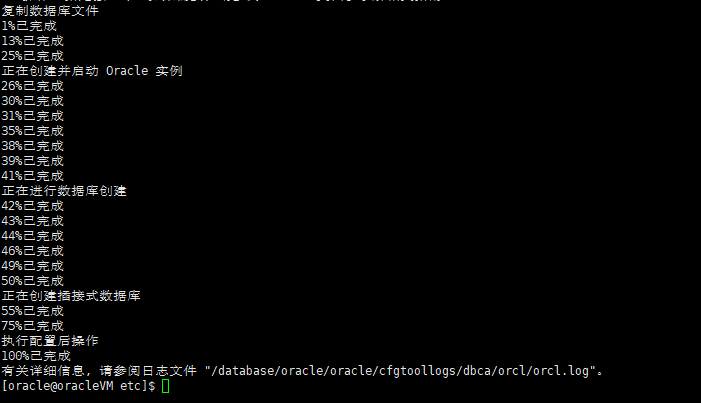 复制数据库文件
1%已完成
13%已完成
25%已完成
正在创建并启动 Oracle 实例
26%已完成
30%已完成
31%已完成
35%已完成
38%已完成
39%已完成
41%已完成
正在进行数据库创建
42%已完成
43%已完成
44%已完成
46%已完成
49%已完成
50%已完成
正在创建插接式数据库
55%已完成
75%已完成
执行配置后操作
100%已完成
有关详细信息, 请参阅日志文件 "/database/oracle/oracle/cfgtoollogs/dbca/orcl/orcl.log"。
[oracle@oracleVM etc]$